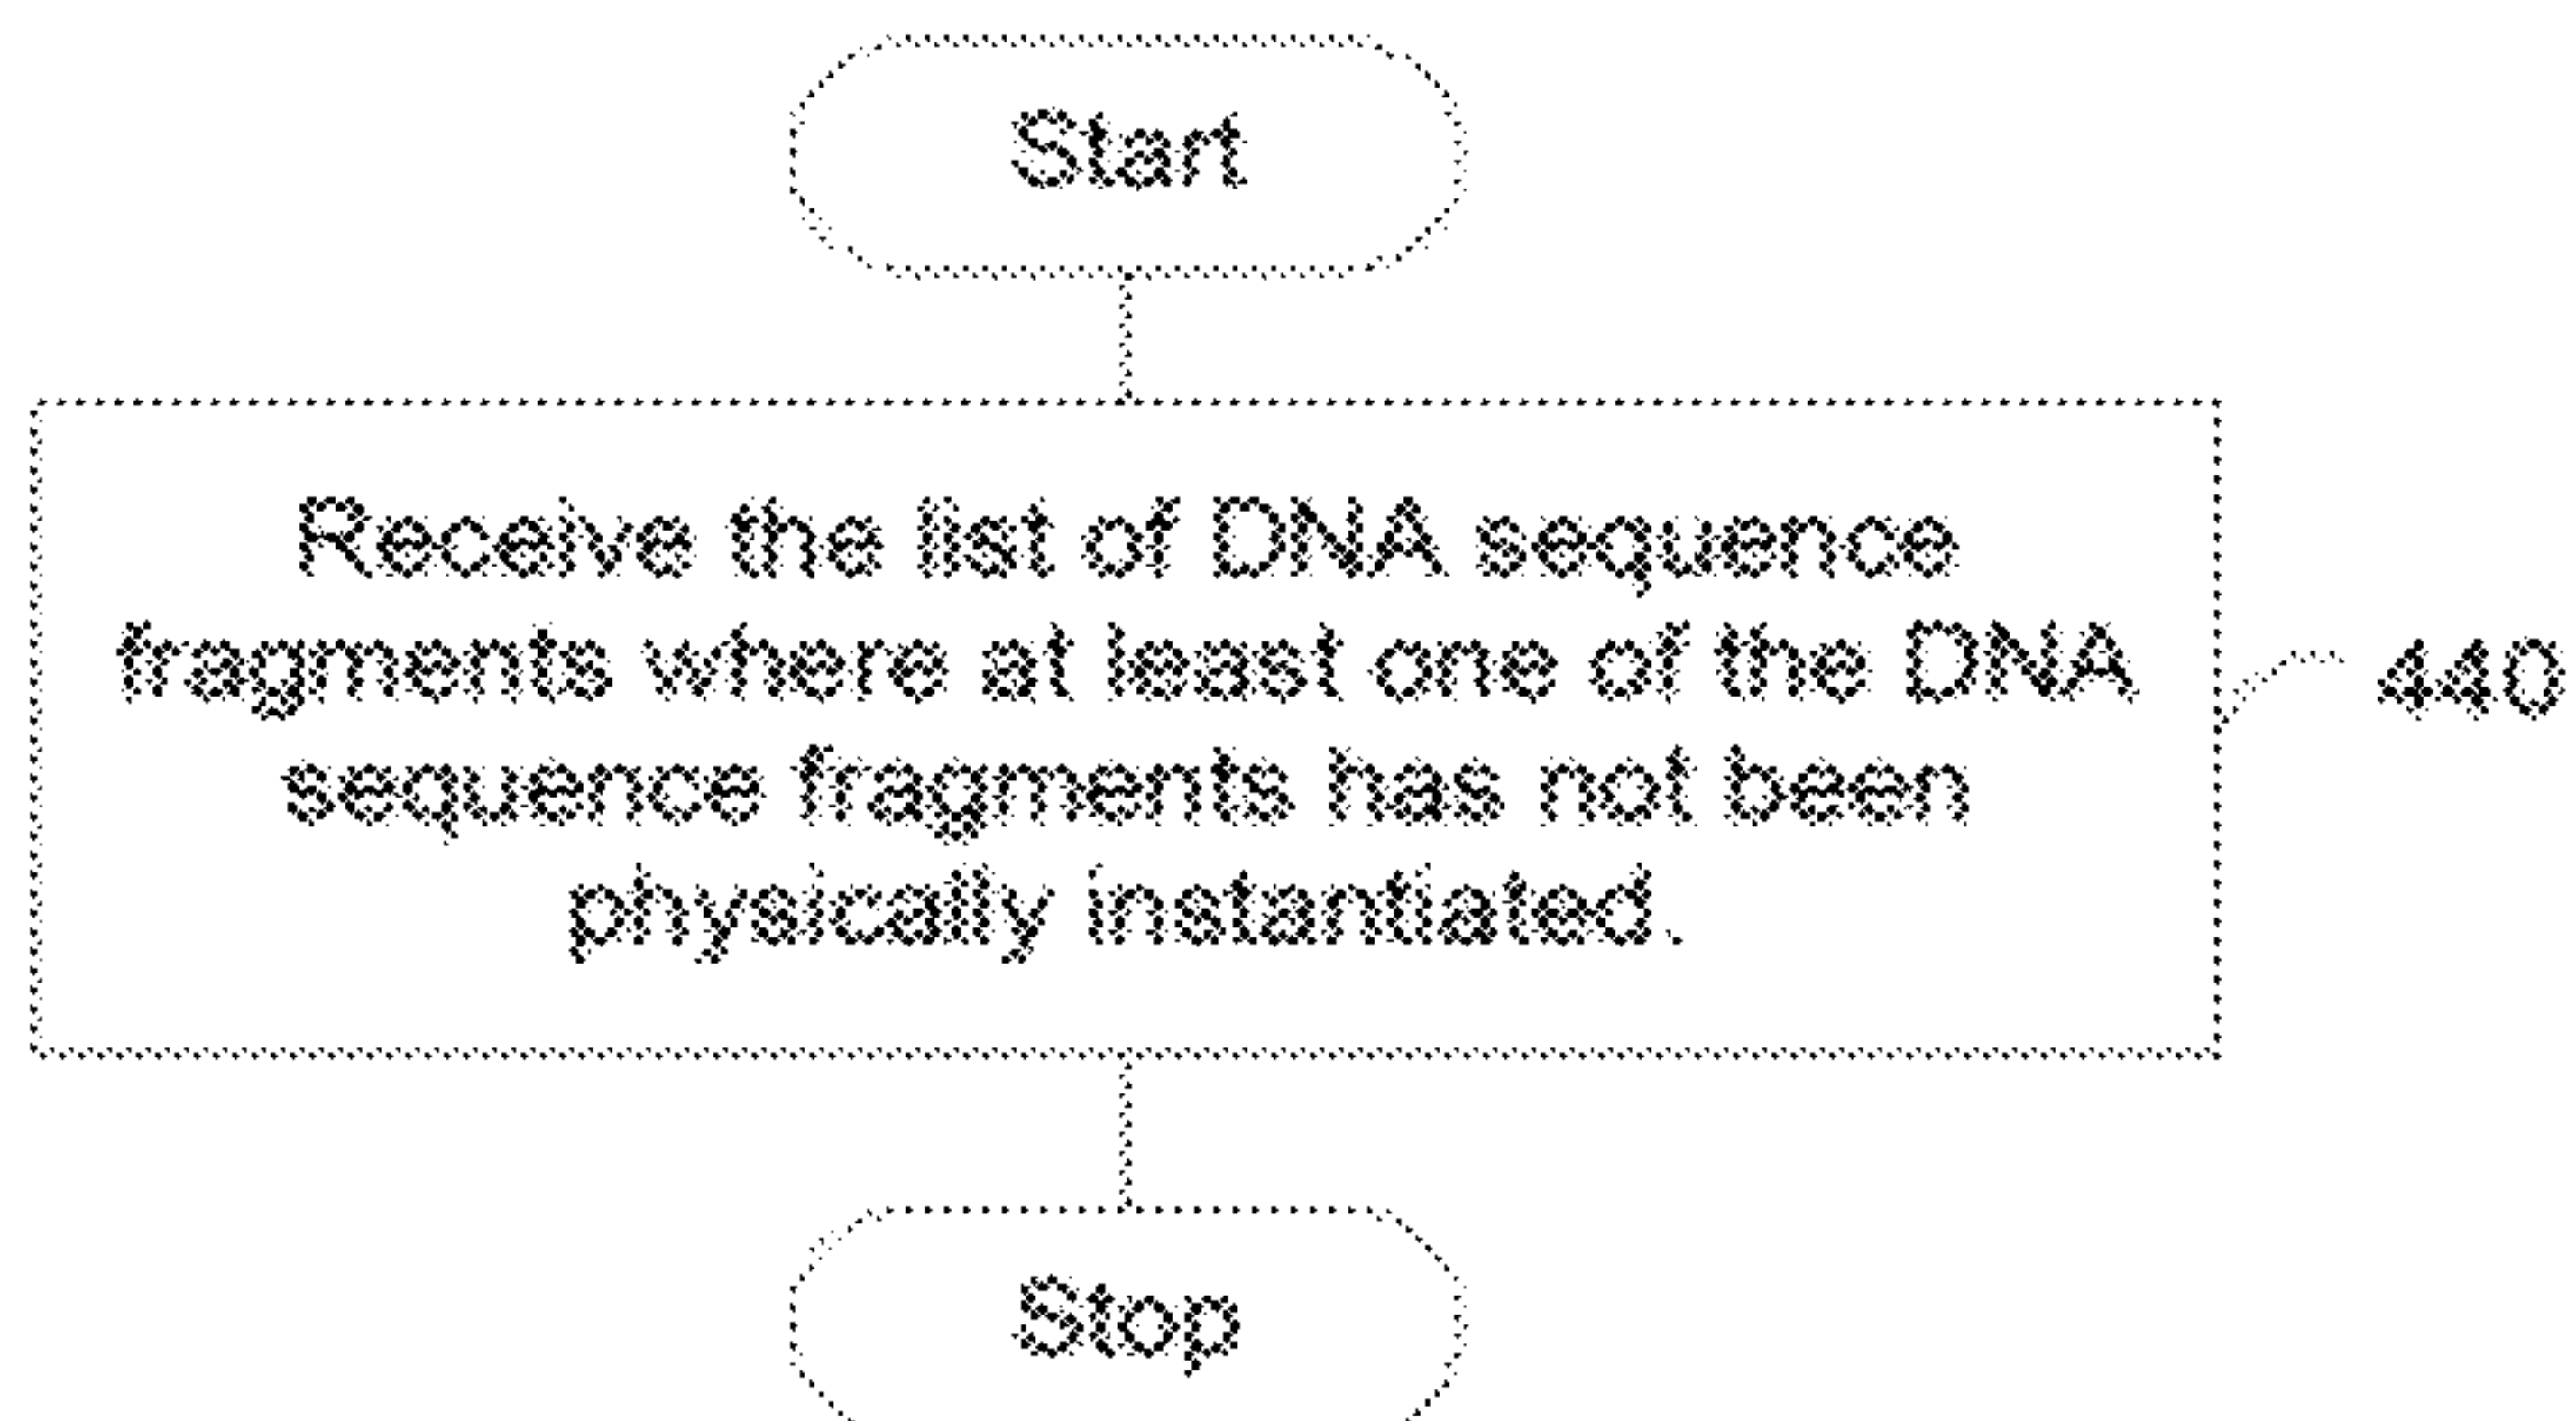 Start
Receive the list of DNA sequence
fragments where at least one of the DNA
sequence fragments has not been
physically instantiated.
440
Stop